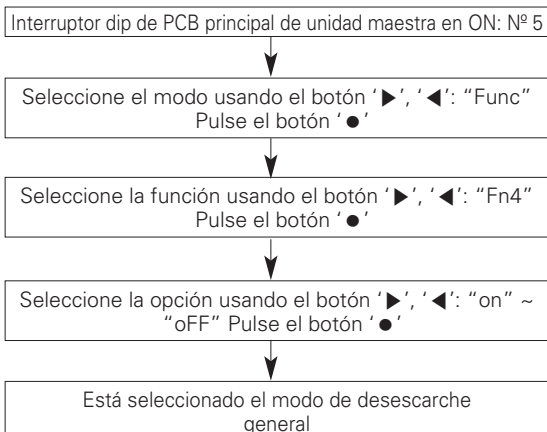 Interruptor dip de PCB principal de unidad maestra en ON: Nº 5
Seleccione el modo usando el botón ‘▶’, ‘◀’: “Func”
Pulse el botón ‘●’
Seleccione la función usando el botón ‘▶’, ‘◀’: “Fn4”
Pulse el botón ‘●’
Seleccione la opción usando el botón ‘▶’, ‘◀’: “on” ~
“oFF” Pulse el botón ‘●’
Está seleccionado el modo de desescarche
general